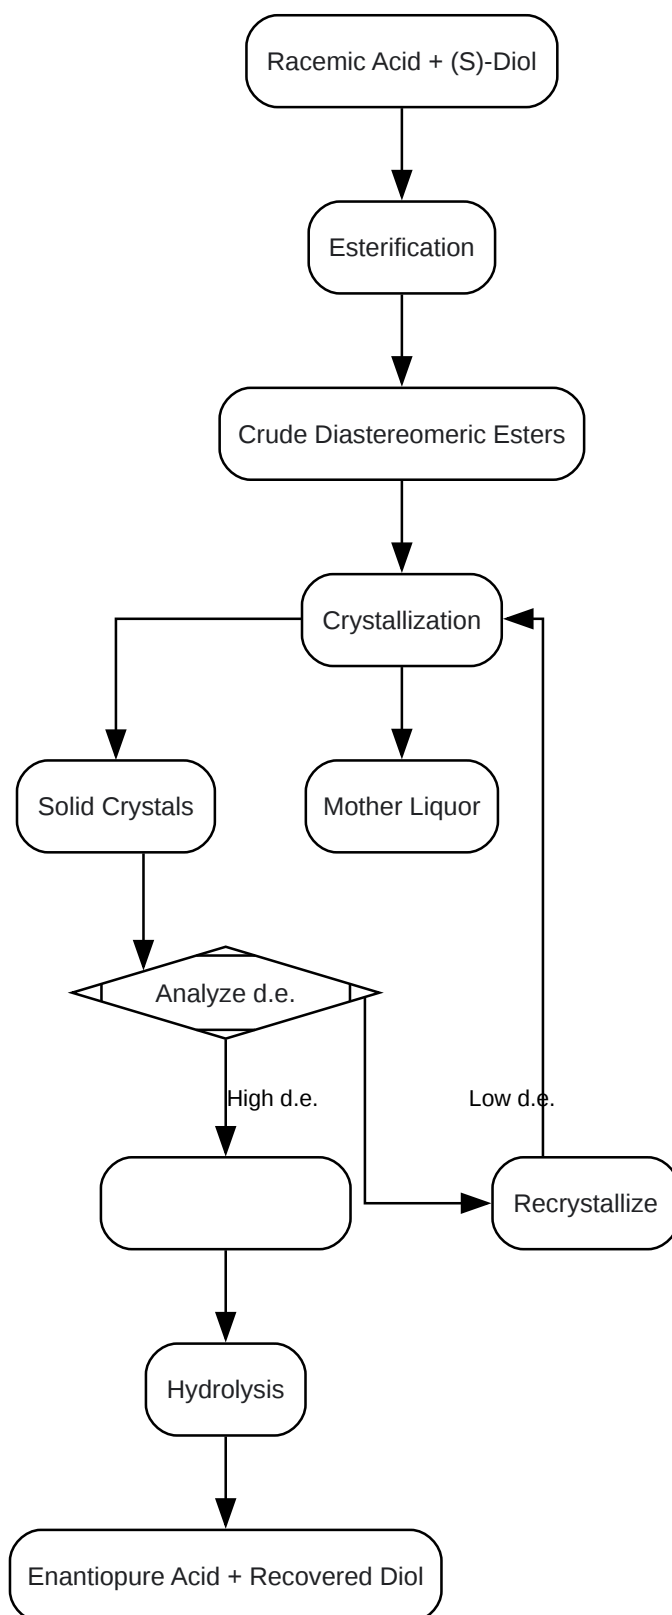 Racemic Acid + (S)-Diol
Esterification
Crude Diastereomeric Esters
Crystallization
Solid Crystals
Mother Liquor
Analyze d.e.
High d.e.
Low d.e.
Recrystallize
Hydrolysis
Enantiopure Acid + Recovered Diol